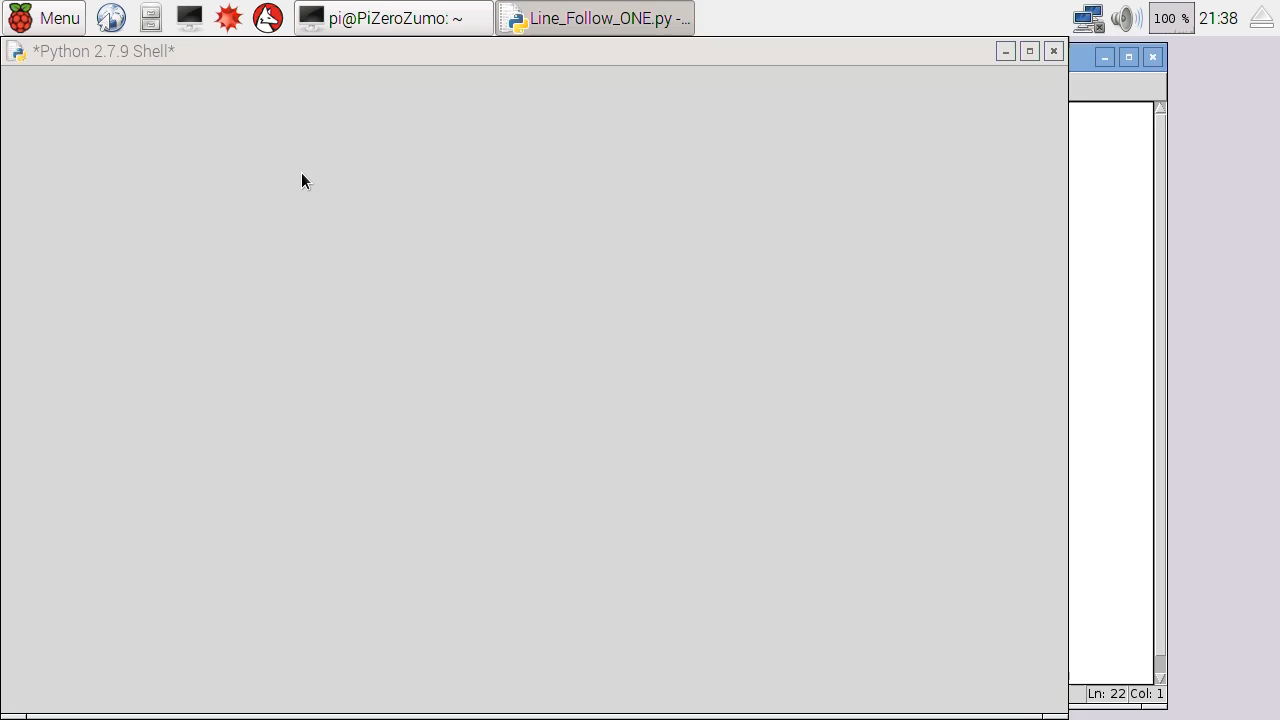 Menu
pi@PiZeroZumo: ~
Line_Follow_ONE.py -...
100 %
21:38
*Python 2.7.9 Shell*
Ln: 22 Col: 1